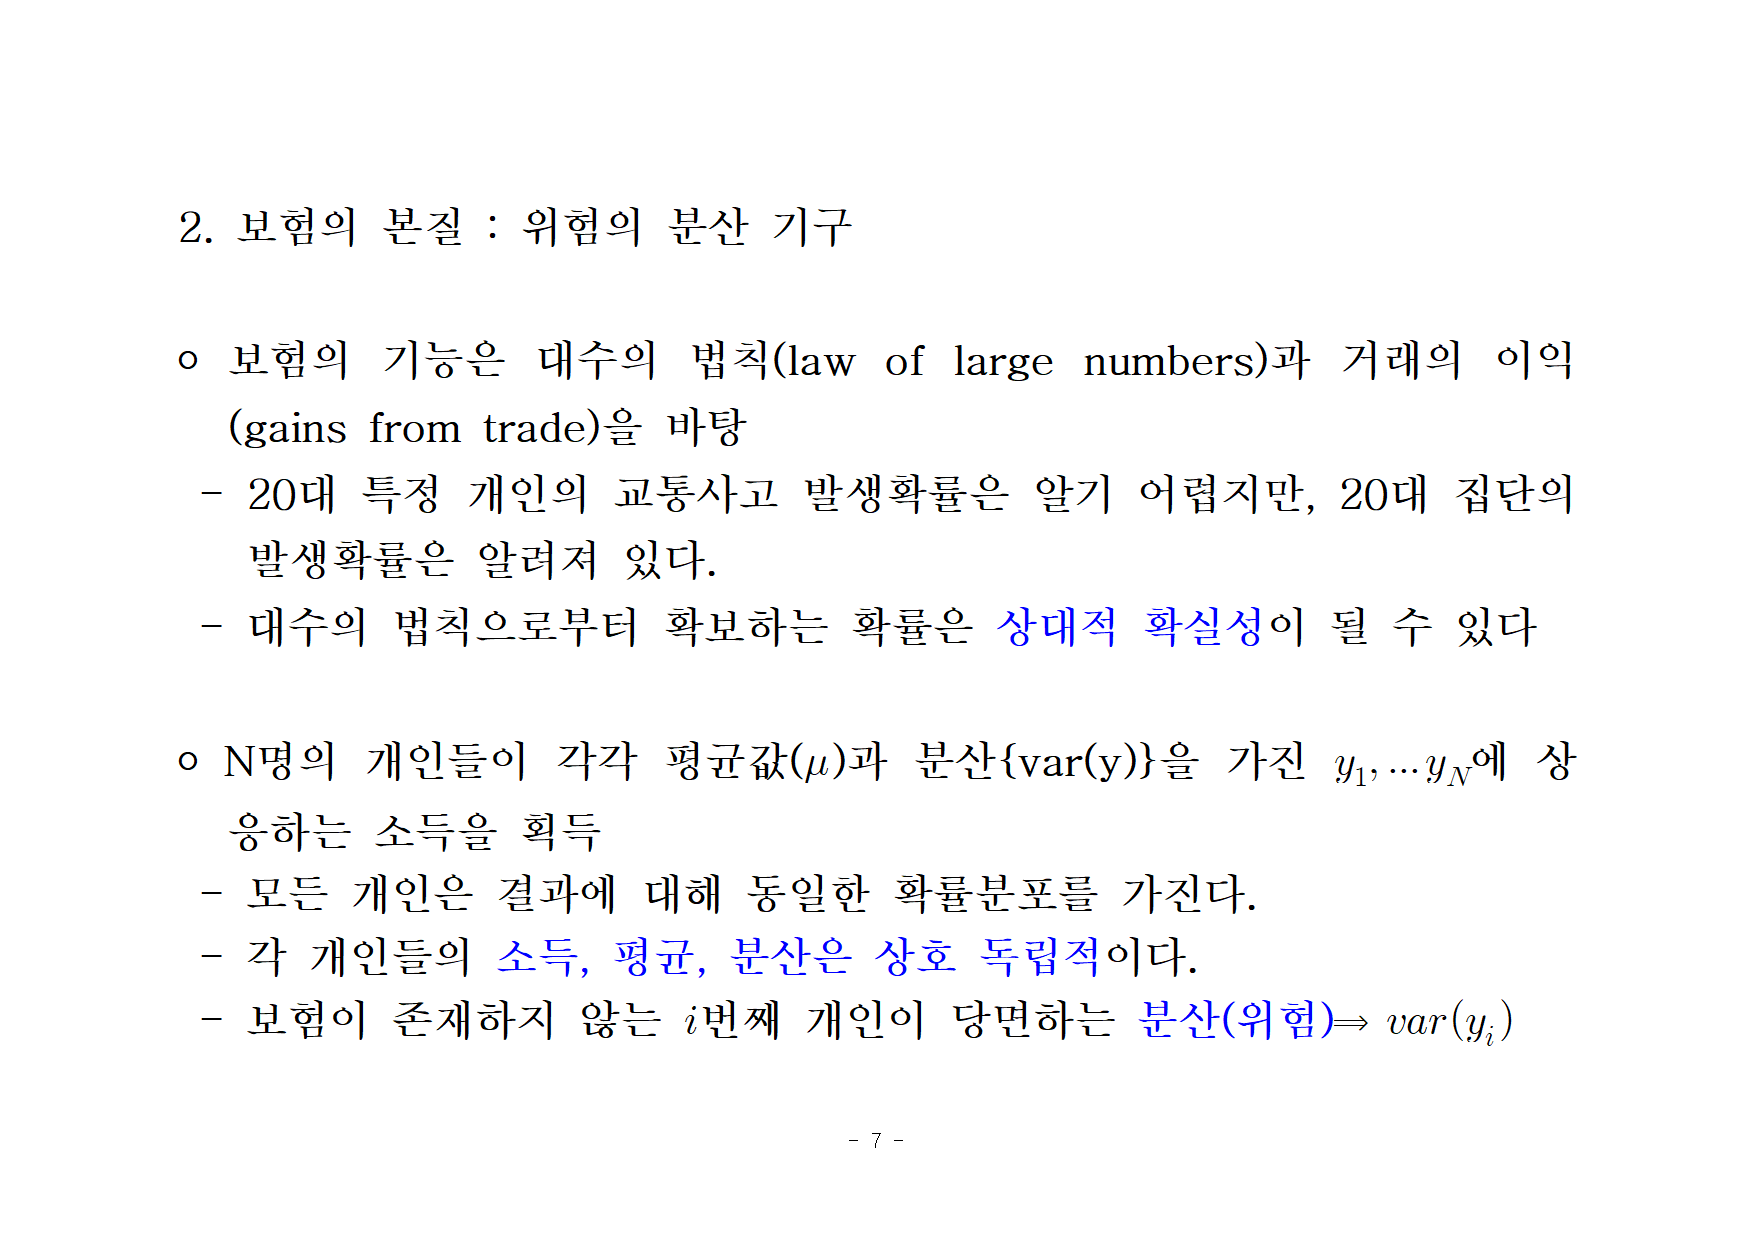 2. 보험의 본질 : 위험의 분산 기구
○ 보험의 기능은 대수의 법칙(law of large numbers)과 거래의 이익
(gains from trade)을 바탕
- 20대 특정 개인의 교통사고 발생확률은 알기 어렵지만, 20대 집단의
발생확률은 알려져 있다.
- 대수의 법칙으로부터 확보하는 확률은 상대적 확실성이 될 수 있다
○ N명의 개인들이 각각 평균값(μ)과 분산{var(y)}을 가진 y₁, ... y_N에 상
응하는 소득을 획득
- 모든 개인은 결과에 대해 동일한 확률분포를 가진다.
- 각 개인들의 소득, 평균, 분산은 상호 독립적이다.
- 보험이 존재하지 않는 i번째 개인이 당면하는 분산(위험)⇒ var(y_i)
- 7 -